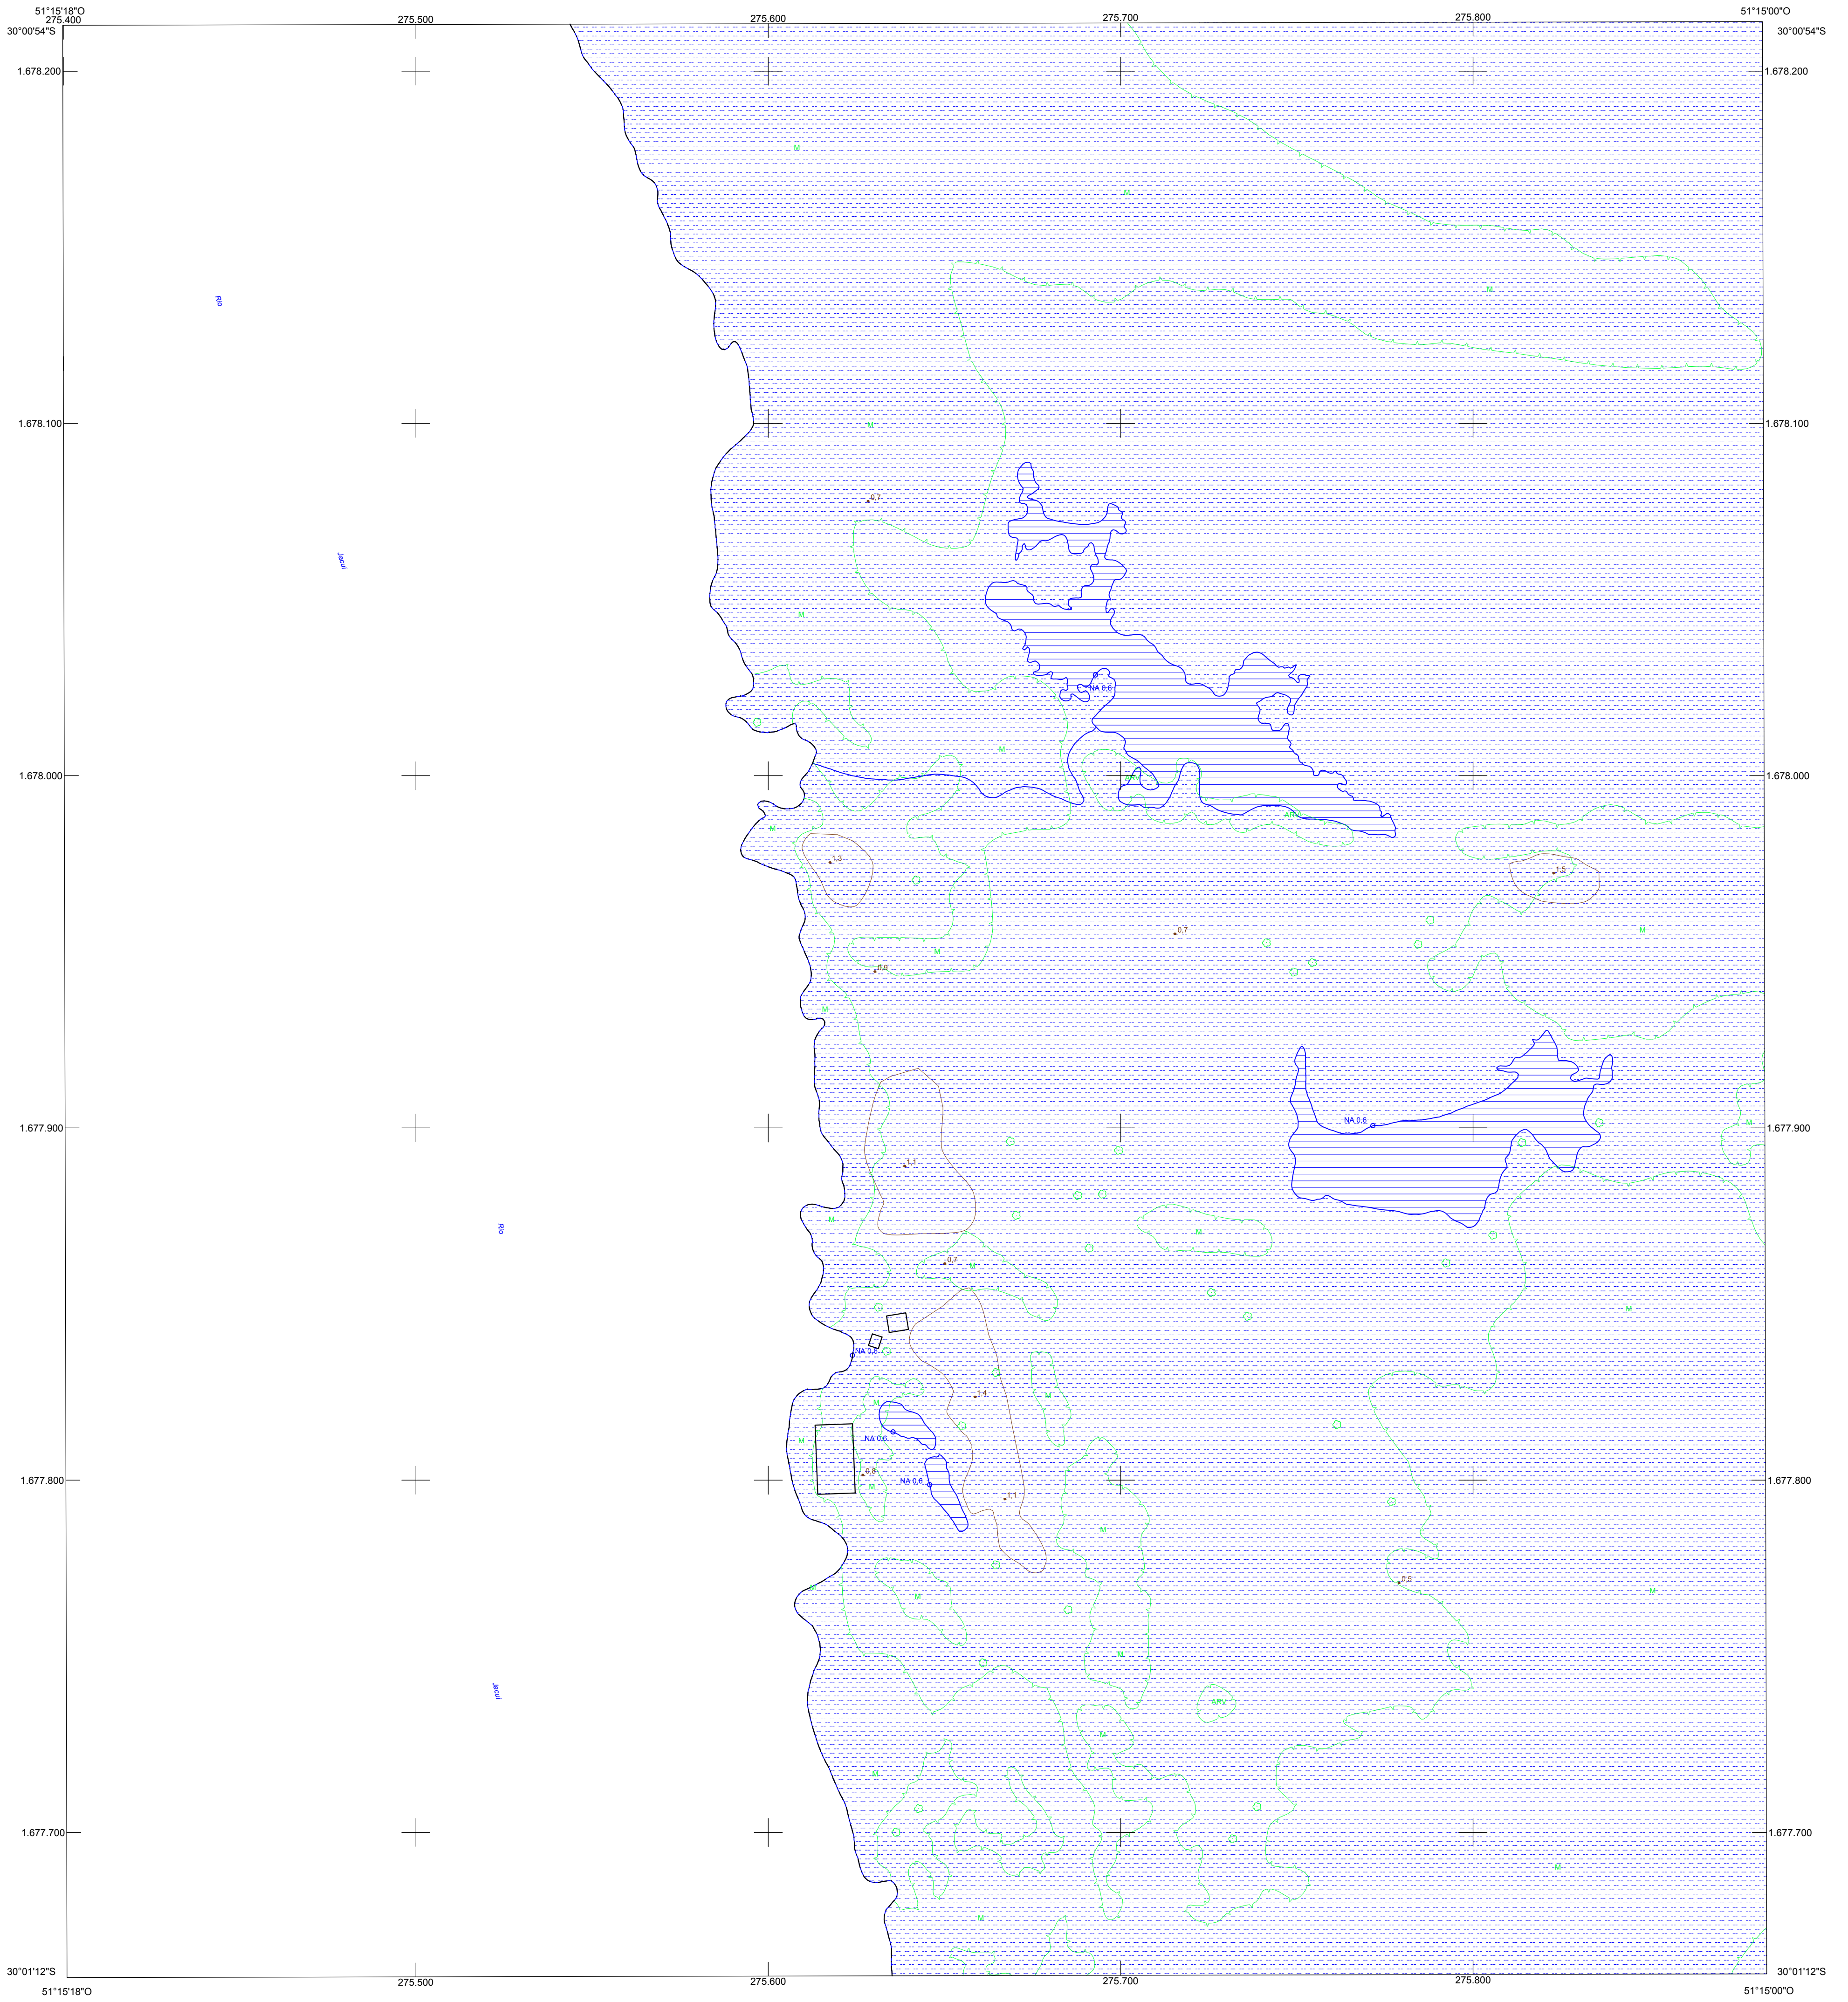 51°15'18"O
51°15'00"O
275.400
275.500
275.600
275.700
275.800
30°00'54"S
30°00'54"S
1.678.200
1.678.200
M
M
M
Rio
1.678.100
M
1.678.100
0,7
Jacuí
M
NA 0,6
M
1.678.000
ARV
1.678.000
ARV
M
1,3
1,5
0,7
M
M
0,9
M
NA 0,6
1.677.900
M
1.677.900
1,1
M
Rio
M
0,7
M
M
NA 0,6
1,4
M
M
M
NA 0,6
0,8
NA 0,6
1.677.800
M
1,1
1.677.800
M
M
0,5
M
M
M
Jacuí
ARV
M
M
1.677.700
1.677.700
M
M
30°01'12"S
30°01'12"S
275.500
275.600
275.700
275.800
51°15'18"O
51°15'00"O